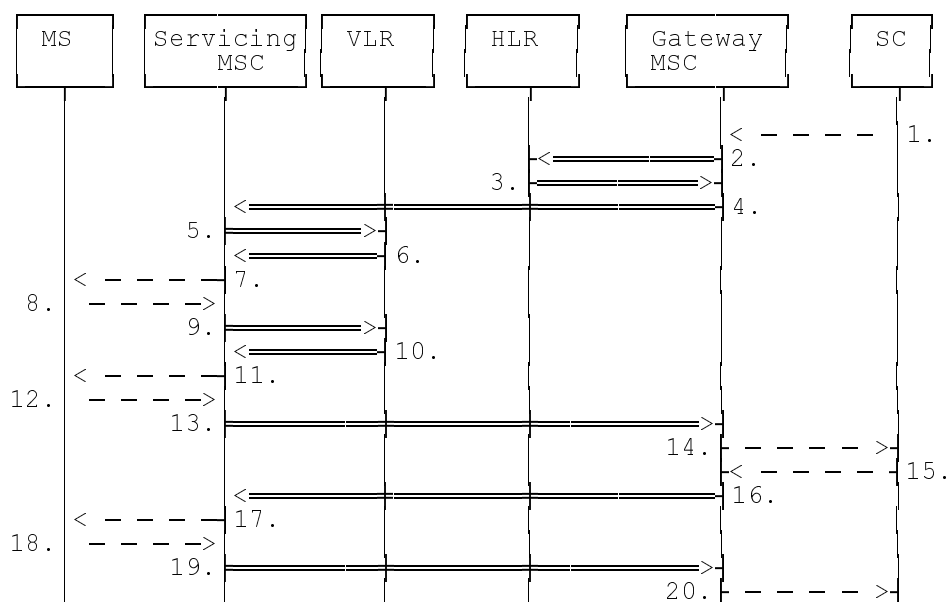 MS
Servicing
MSC
VLR
HLR
Gateway
MSC
SC
1.
2.
3.
4.
5.
6.
7.
8.
9.
10.
11.
12.
13.
14.
15.
16.
17.
18.
19.
20.